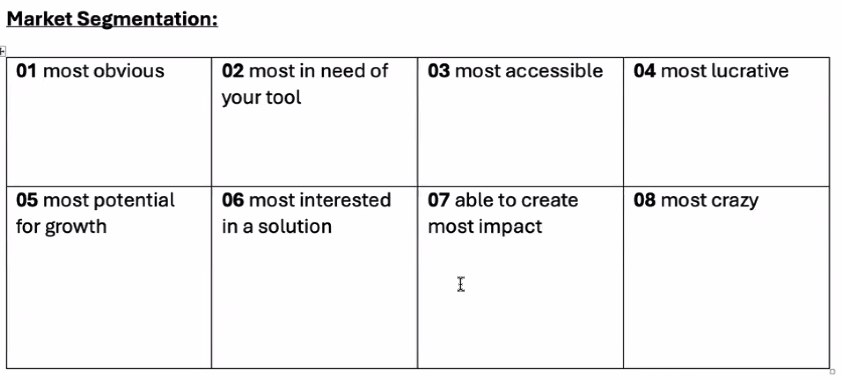 Market Segmentation:
01 most obvious
02 most in need of
your tool
03 most accessible
04 most lucrative
05 most potential
for growth
06 most interested
in a solution
07 able to create
most impact
08 most crazy